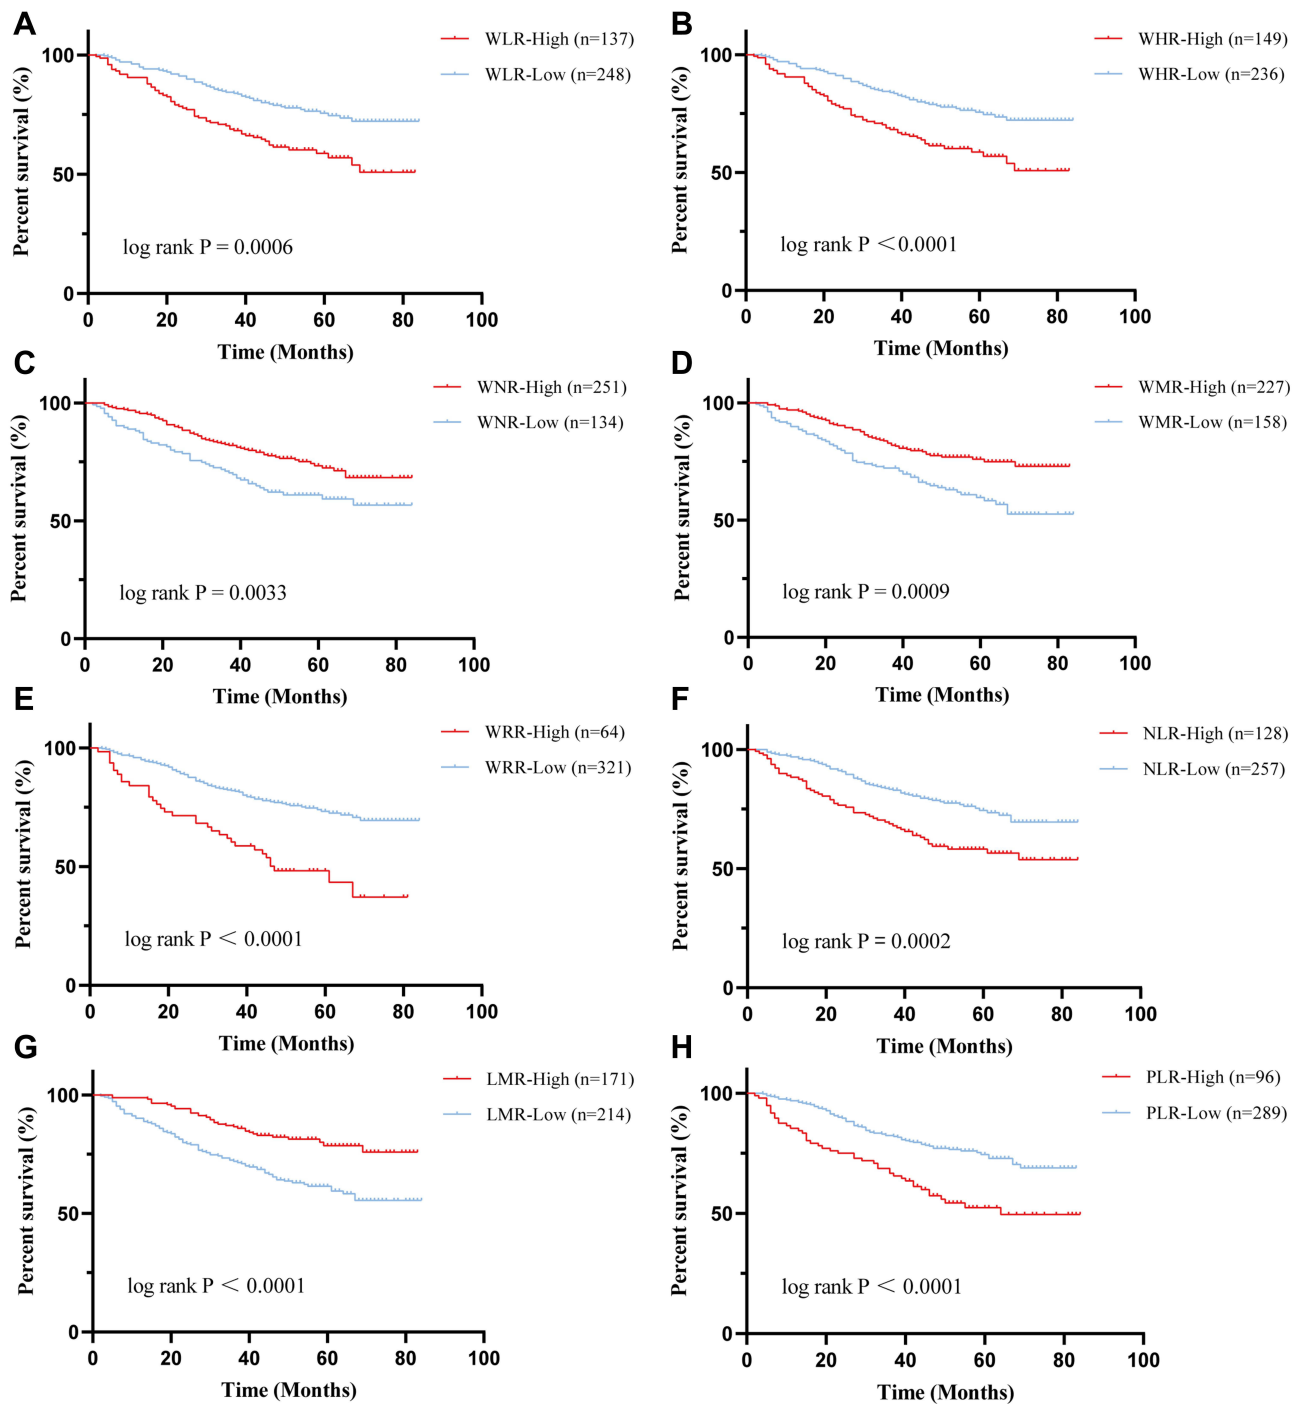 A
WLR-High (n=137)
WLR-Low (n=248)
Percent survival (%)
100
50
0
log rank P = 0.0006
0 20 40 60 80 100
Time (Months)
B
WHR-High (n=149)
WHR-Low (n=236)
Percent survival (%)
100
50
0
log rank P <0.0001
0 20 40 60 80 100
Time (Months)
C
WNR-High (n=251)
WNR-Low (n=134)
Percent survival (%)
100
50
0
log rank P = 0.0033
0 20 40 60 80 100
Time (Months)
D
WMR-High (n=227)
WMR-Low (n=158)
Percent survival (%)
100
50
0
log rank P = 0.0009
0 20 40 60 80 100
Time (Months)
E
WRR-High (n=64)
WRR-Low (n=321)
Percent survival (%)
100
50
0
log rank P < 0.0001
0 20 40 60 80 100
Time (Months)
F
NLR-High (n=128)
NLR-Low (n=257)
Percent survival (%)
100
50
0
log rank P = 0.0002
0 20 40 60 80 100
Time (Months)
G
LMR-High (n=171)
LMR-Low (n=214)
Percent survival (%)
100
50
0
log rank P < 0.0001
0 20 40 60 80 100
Time (Months)
H
PLR-High (n=96)
PLR-Low (n=289)
Percent survival (%)
100
50
0
log rank P < 0.0001
0 20 40 60 80 100
Time (Months)